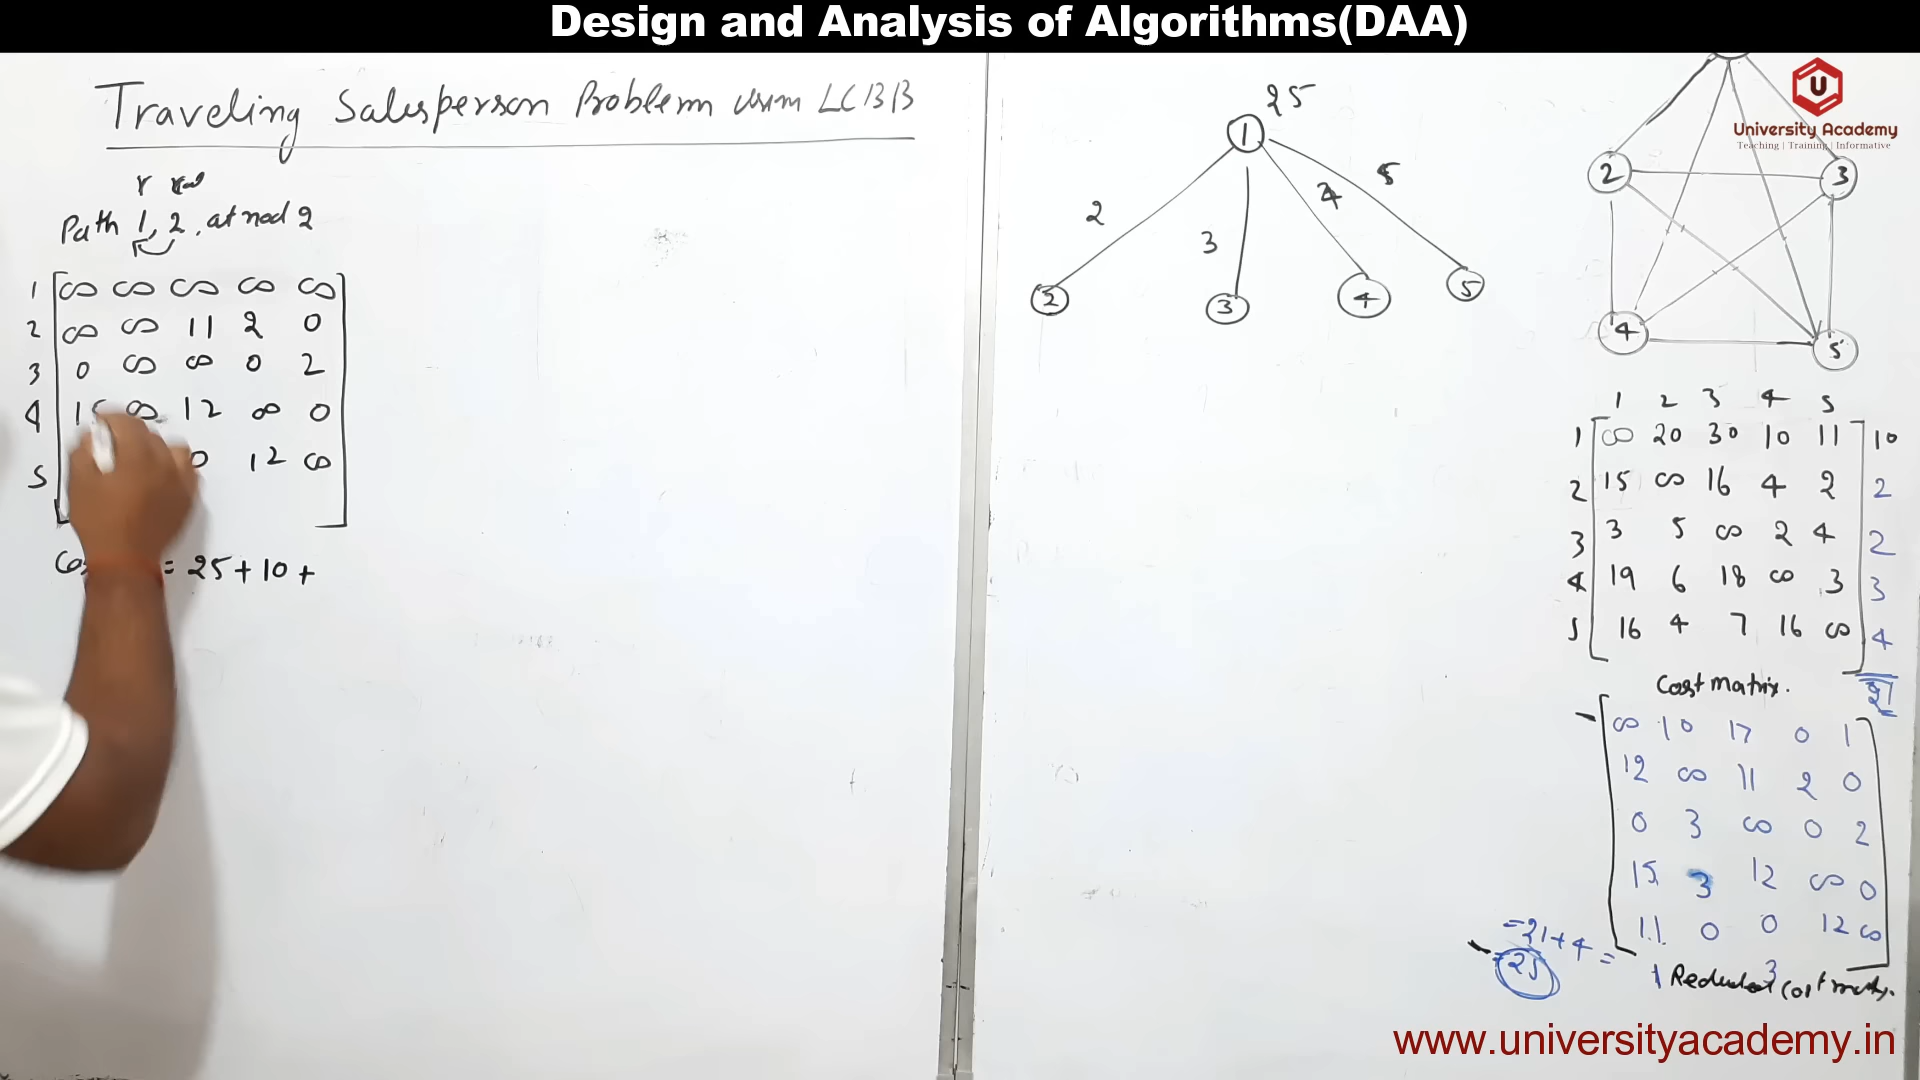 Design and Analysis of Algorithms(DAA)
Traveling Salesperson Problem LCBB
r
Path 1, 2, at nod 2
1 ∞ ∞ ∞ ∞ ∞
2 ∞ ∞ 11 2 0
3 0 ∞ ∞ 0 2
4 ∞ 12 ∞ 0
5 0 12 ∞
= 25 + 10 +
25
1
2 3 4 5
2 3 4 5
2 3
4 5
U
University Academy
Teaching | Training | Informative
1 2 3 4 5
1 ∞ 20 30 10 11 10
2 15 ∞ 16 4 2 2
3 3 5 ∞ 2 4 2
4 19 6 18 ∞ 3 3
5 16 4 7 16 ∞ 4
21
Cost matrix.
∞ 10 17 0 1
12 ∞ 11 2 0
0 3 ∞ 0 2
15 3 12 ∞ 0
11 0 0 12 ∞
1 3
= 21 + 4 =
= 25
www.universityacademy.in